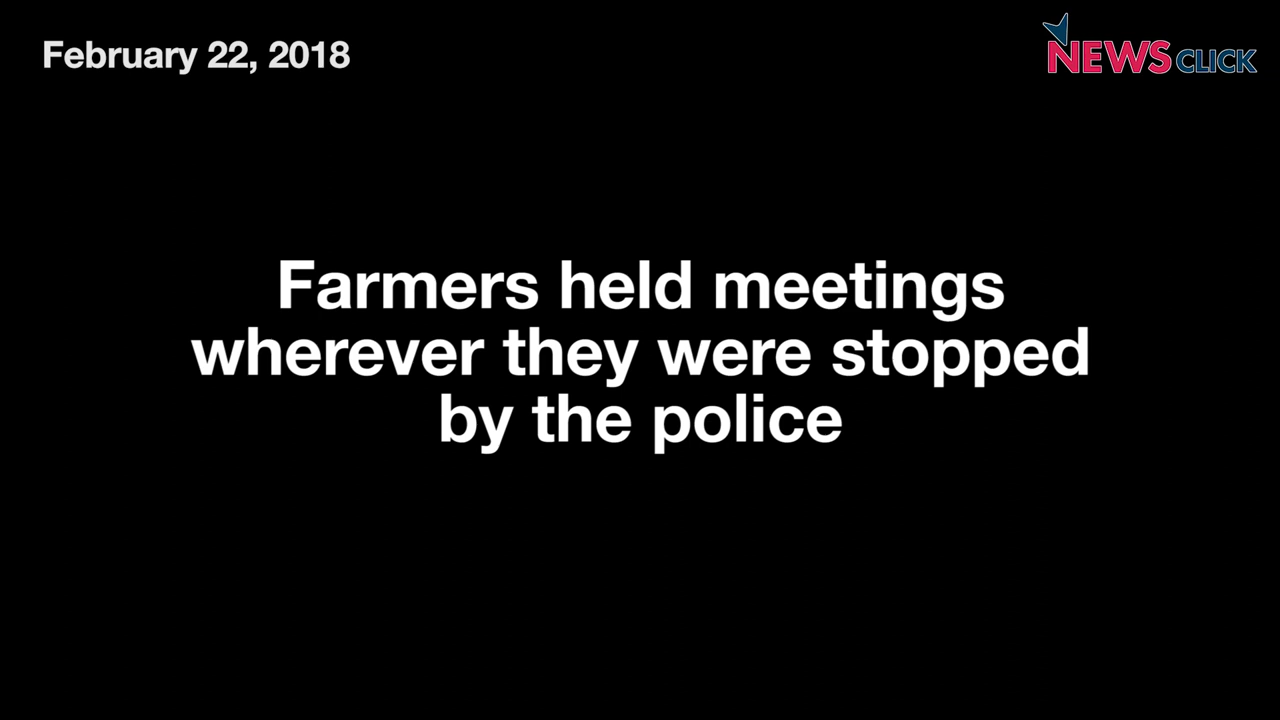 February 22, 2018
NEWSCLICK
Farmers held meetings
wherever they were stopped
by the police